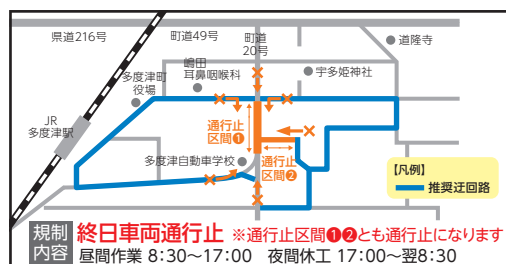 県道216号
町道49号
町道
20号
道隆寺
嶋田
耳鼻咽喉科
宇多姫神社
多度津町
役場
JR
多度津駅
通行止
区間❶
多度津自動車学校
通行止
区間❷
【凡例】
推奨迂回路
規制
内容
終日車両通行止 ※通行止区間❶❷とも通行止になります
昼間作業 8:30～17:00 夜間休工 17:00～翌8:30